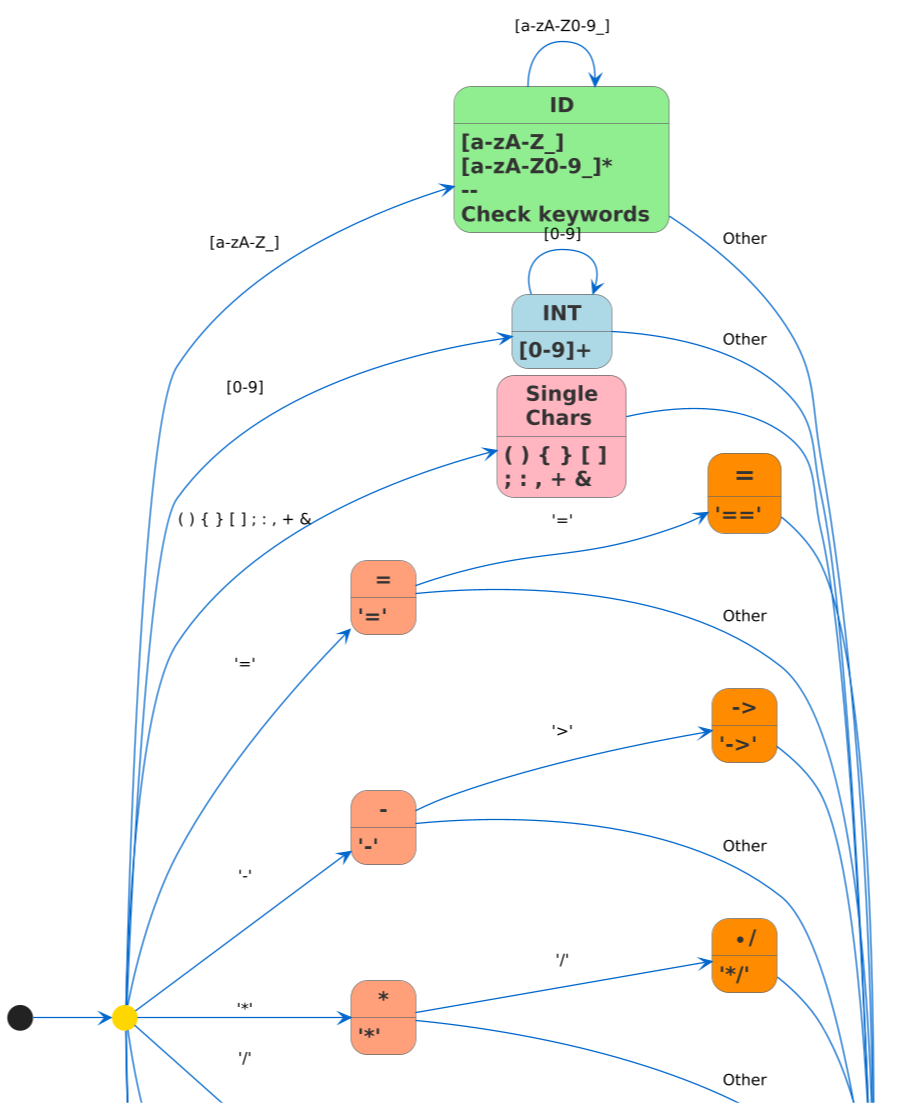 [a-zA-Z0-9_]
ID
[a-zA-Z_]
[a-zA-Z0-9_]*
--
Check keywords
[a-zA-Z_]
Other
[0-9]
INT
[0-9]+
Other
[0-9]
Single
Chars
( ) { } [ ]
; : , + &
( ) { } [ ] ; : , + &
=
'=='
'='
=
'='
Other
'='
->
'->'
'>'
-
'-'
Other
'-'
•/
'*/'
'/'
*
'*'
'*'
'/'
Other